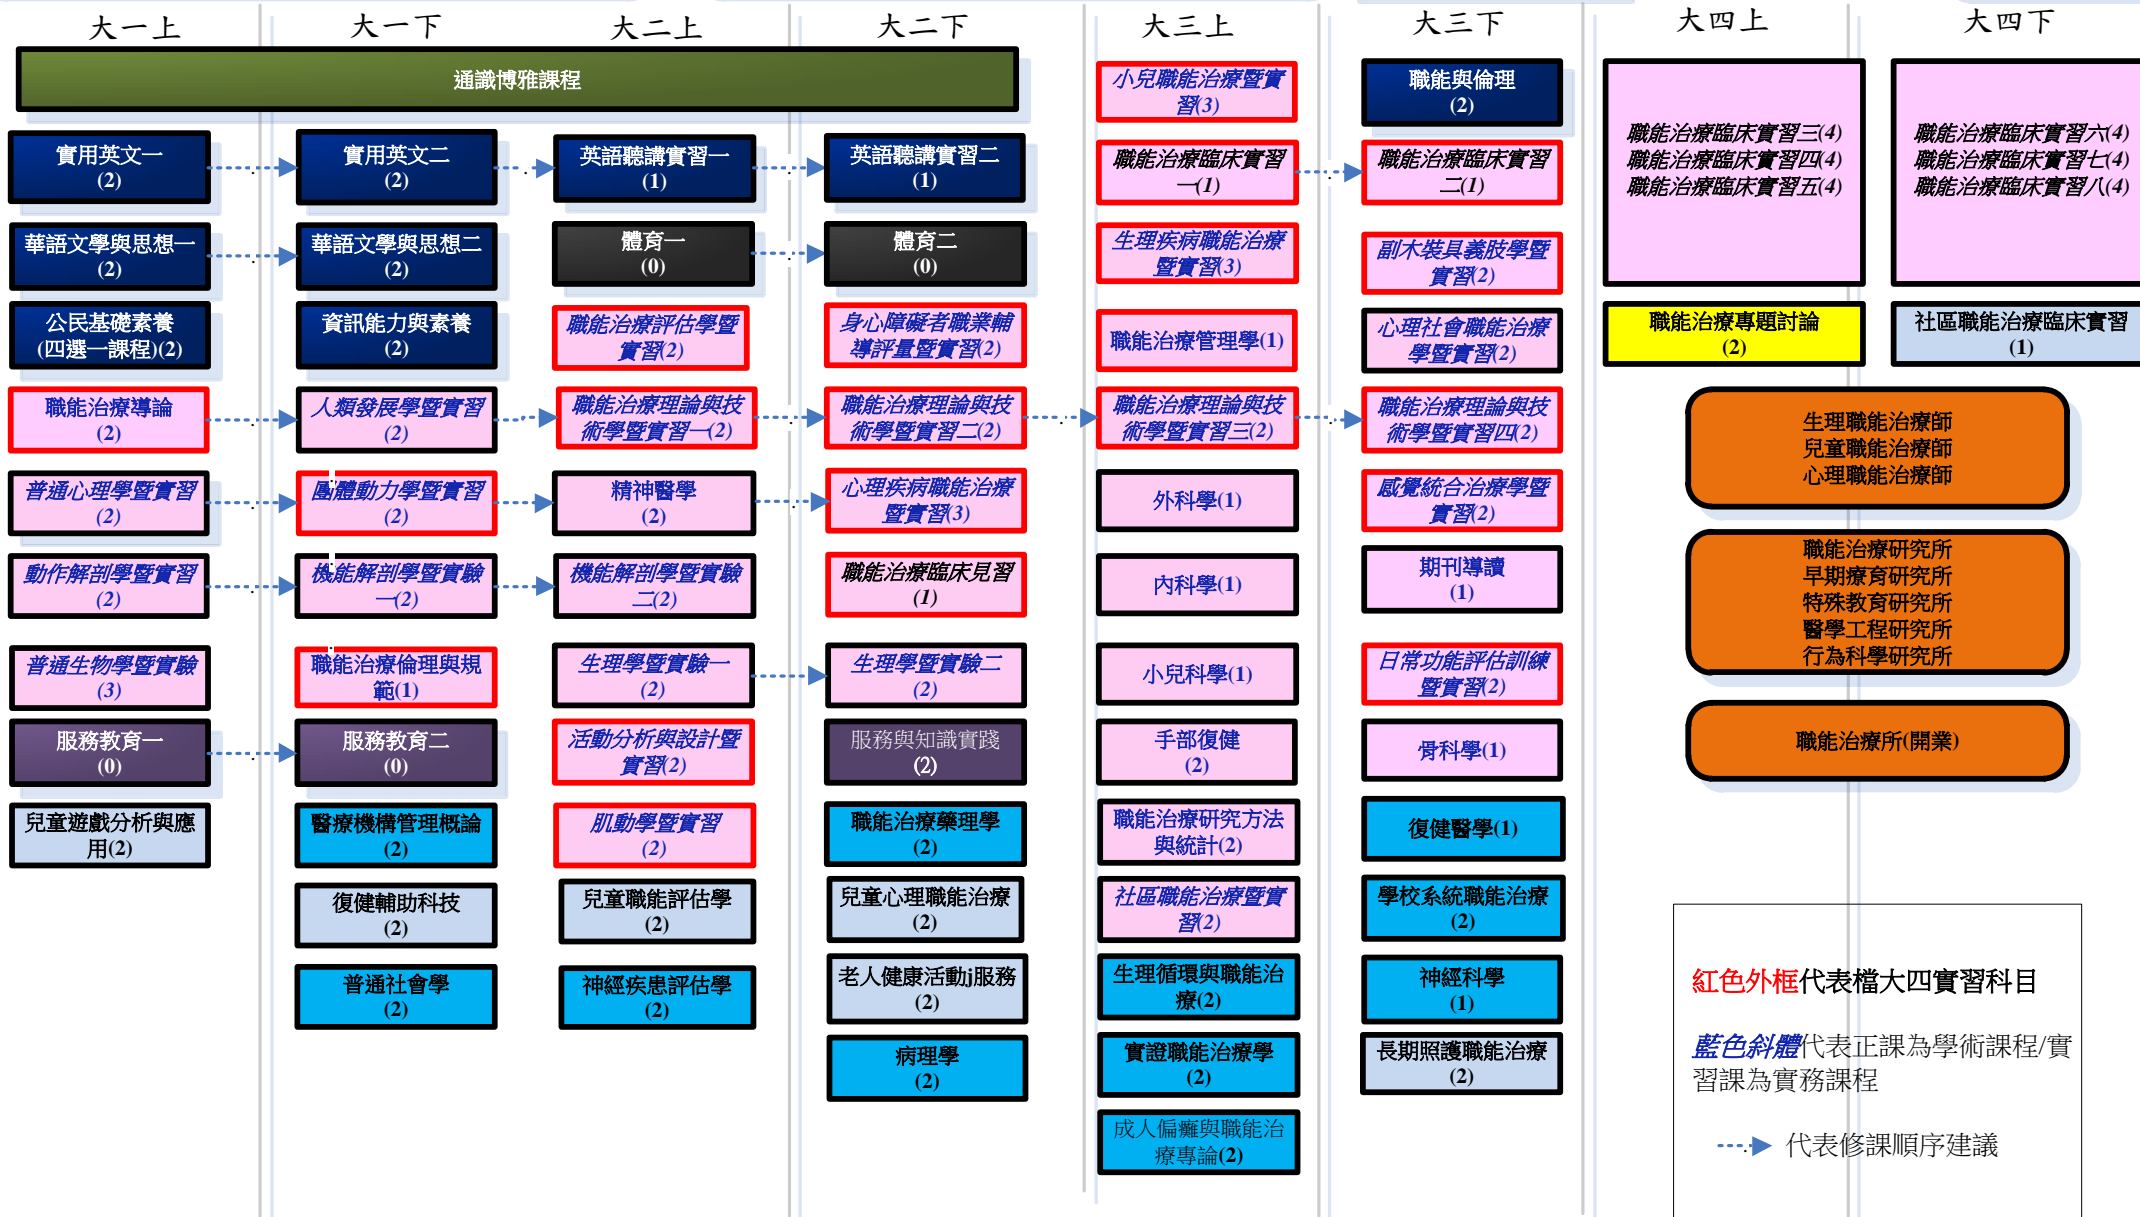 大一上
大一下
大二上
大二下
大三上
大三下
大四上
大四下
通識博雅課程
實用英文一
(2)
華語文學與思想一
(2)
公民基礎素養
(四選一課程)(2)
職能治療導論
(2)
普通心理學暨實習
(2)
動作解剖學暨實習
(2)
普通生物學暨實驗
(3)
服務教育一
(0)
兒童遊戲分析與應
用(2)
實用英文二
(2)
華語文學與思想二
(2)
資訊能力與素養
(2)
人類發展學暨實習
(2)
團體動力學暨實習
(2)
機能解剖學暨實驗
一(2)
職能治療倫理與規
範(1)
服務教育二
(0)
醫療機構管理概論
(2)
復健輔助科技
(2)
普通社會學
(2)
英語聽講實習一
(1)
體育一
(0)
職能治療評估學暨
實習(2)
職能治療理論與技
術學暨實習一(2)
精神醫學
(2)
機能解剖學暨實驗
二(2)
生理學暨實驗一
(2)
活動分析與設計暨
實習(2)
肌動學暨實習
(2)
兒童職能評估學
(2)
神經疾患評估學
(2)
英語聽講實習二
(1)
體育二
(0)
身心障礙者職業輔
導評量暨實習(2)
職能治療理論與技
術學暨實習二(2)
心理疾病職能治療
暨實習(3)
職能治療臨床見習
(1)
生理學暨實驗二
(2)
服務與知識實踐
(2)
職能治療藥理學
(2)
兒童心理職能治療
(2)
老人健康活動j服務
(2)
病理學
(2)
小兒職能治療暨實
習(3)
職能治療臨床實習
一(1)
生理疾病職能治療
暨實習(3)
職能治療管理學(1)
職能治療理論與技
術學暨實習三(2)
外科學(1)
內科學(1)
小兒科學(1)
手部復健
(2)
職能治療研究方法
與統計(2)
社區職能治療暨實
習(2)
生理循環與職能治
療(2)
實證職能治療學
(2)
成人偏癱與職能治
療專論(2)
職能與倫理
(2)
職能治療臨床實習
二(1)
副木裝具義肢學暨
實習(2)
心理社會職能治療
學暨實習(2)
職能治療理論與技
術學暨實習四(2)
感覺統合治療學暨
實習(2)
期刊導讀
(1)
日常功能評估訓練
暨實習(2)
骨科學(1)
復健醫學(1)
學校系統職能治療
(2)
神經科學
(1)
長期照護職能治療
(2)
職能治療臨床實習三(4)
職能治療臨床實習四(4)
職能治療臨床實習五(4)
職能治療專題討論
(2)
職能治療臨床實習六(4)
職能治療臨床實習七(4)
職能治療臨床實習八(4)
社區職能治療臨床實習
(1)
生理職能治療師
兒童職能治療師
心理職能治療師
職能治療研究所
早期療育研究所
特殊教育研究所
醫學工程研究所
行為科學研究所
職能治療所(開業)
紅色外框代表檔大四實習科目
藍色斜體代表正課為學術課程/實
習課為實務課程
代表修課順序建議